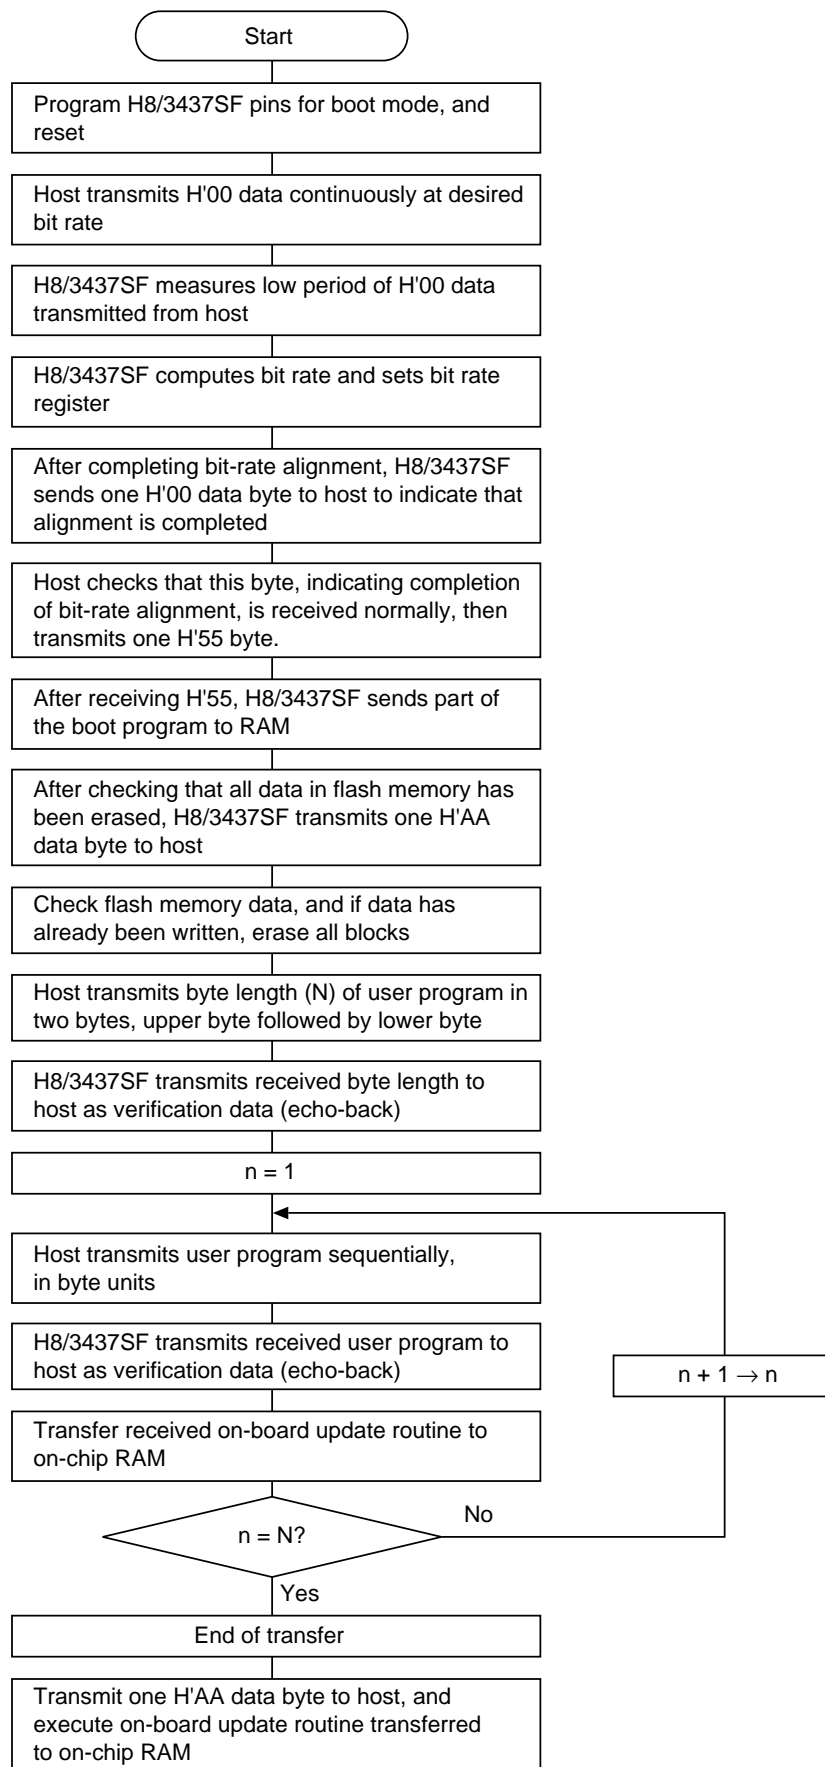 Start
Program H8/3437SF pins for boot mode, and
reset
Host transmits H'00 data continuously at desired
bit rate
H8/3437SF measures low period of H'00 data
transmitted from host
H8/3437SF computes bit rate and sets bit rate
register
After completing bit-rate alignment, H8/3437SF
sends one H'00 data byte to host to indicate that
alignment is completed
Host checks that this byte, indicating completion
of bit-rate alignment, is received normally, then
transmits one H'55 byte.
After receiving H'55, H8/3437SF sends part of
the boot program to RAM
After checking that all data in flash memory has
been erased, H8/3437SF transmits one H'AA
data byte to host
Check flash memory data, and if data has
already been written, erase all blocks
Host transmits byte length (N) of user program in
two bytes, upper byte followed by lower byte
H8/3437SF transmits received byte length to
host as verification data (echo-back)
n = 1
Host transmits user program sequentially,
in byte units
H8/3437SF transmits received user program to
host as verification data (echo-back)
n + 1 → n
Transfer received on-board update routine to
on-chip RAM
n = N?
No
Yes
End of transfer
Transmit one H'AA data byte to host, and
execute on-board update routine transferred
to on-chip RAM